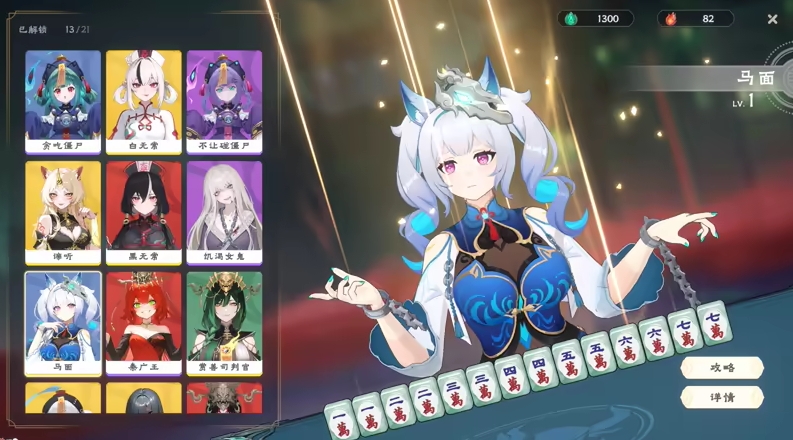 已解锁 13/21
1300
82
马面
LV.1
贪吃僵尸
白无常
不让碰僵尸
谛听
黑无常
饥渴女鬼
马面
秦广王
赏善司判官
一萬 一萬 二萬 二萬 三萬 三萬 四萬 四萬 五萬 五萬 六萬 六萬 七萬 七萬
攻略
详情